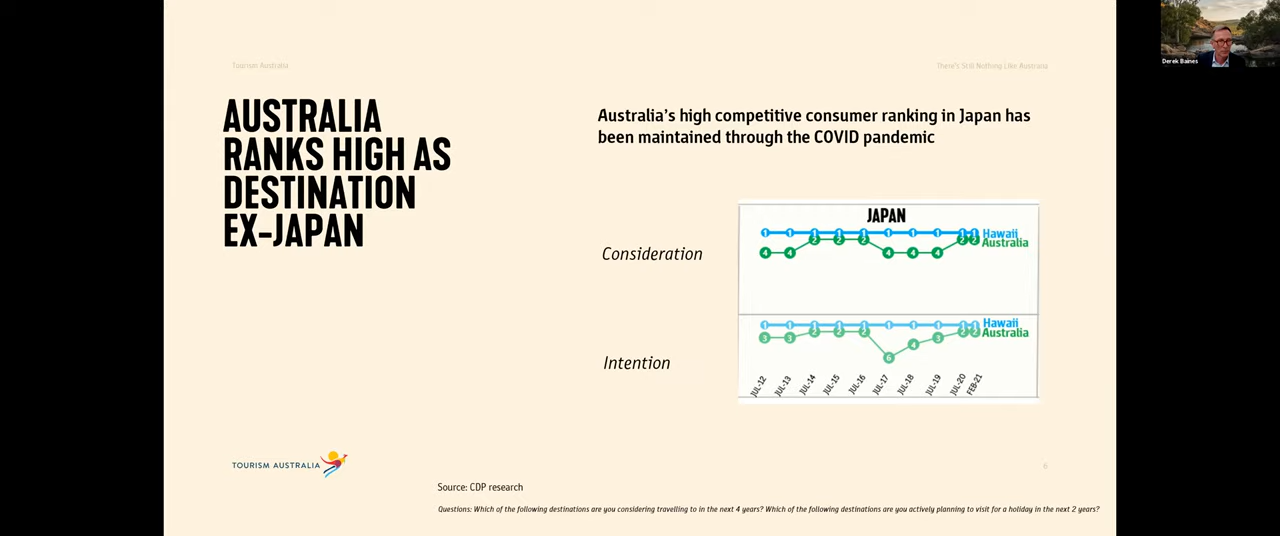 Tourism Australia
There's Still Nothing Like Australia
Derek Baines
AUSTRALIA
RANKS HIGH AS
DESTINATION
EX-JAPAN
Australia's high competitive consumer ranking in Japan has
been maintained through the COVID pandemic
JAPAN
Consideration
1 1 1 1 1 1 1 1 1 1 Hawaii
4 4 2 2 2 4 4 4 2 2 Australia
Intention
1 1 1 1 1 1 1 1 1 1 Hawaii
3 3 2 2 2 6 4 3 2 2 Australia
JUL-12 JUL-13 JUL-14 JUL-15 JUL-16 JUL-17 JUL-18 JUL-19 JUL-20 FEB-21
TOURISM AUSTRALIA
6
Source: CDP research
Questions: Which of the following destinations are you considering travelling to in the next 4 years? Which of the following destinations are you actively planning to visit for a holiday in the next 2 years?